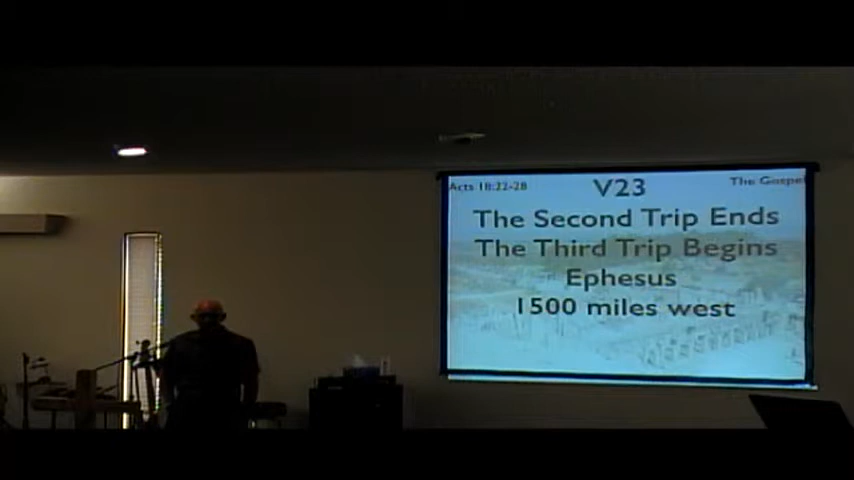 Acts 18:22-28
V23
The Gospel
The Second Trip Ends
The Third Trip Begins
Ephesus
1500 miles west